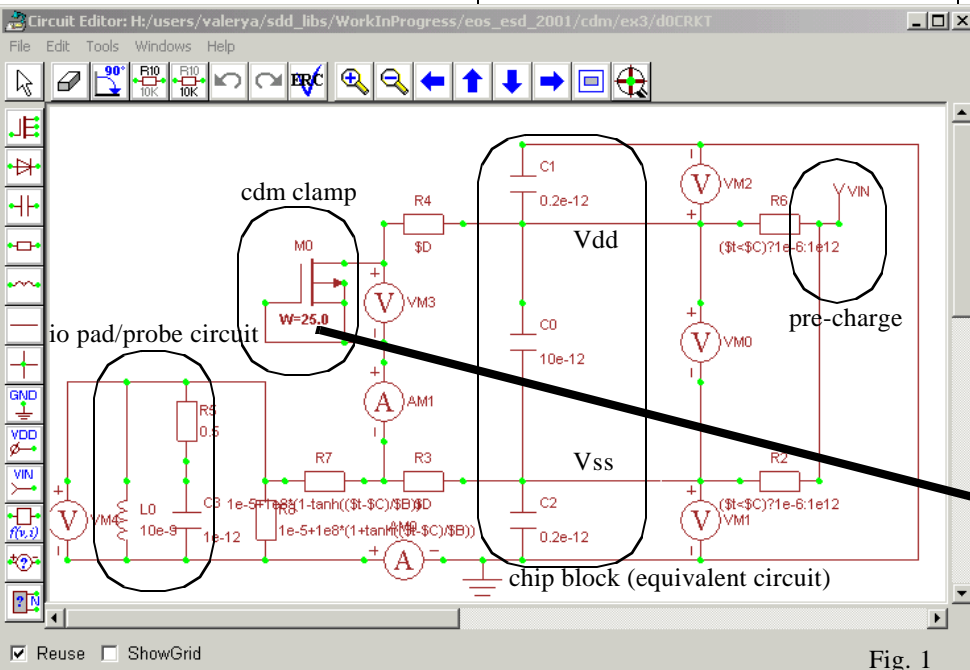 Circuit Editor: H:/users/valerya/sdd_libs/WorkInProgress/eos_esd_2001/cdm/ex3/d0CRKT
File Edit Tools Windows Help
90°
R10
10K
R10
10K
ERC
GND
VDD
VIN
f(v,i)
?
? N
cdm clamp
M0
W=25.0
R4
$D
C1
0.2e-12
Vdd
V VM2
R6
($t<$C)?1e-6:1e12
VIN
pre-charge
V VM3
A AM1
C0
10e-12
V VM0
io pad/probe circuit
R5
0.5
V VM4
L0
10e-9
C3
1e-12
R7
1e-5+1e8*(1-tanh(($t-$C)/$B))
1e-5+1e8*(1+tanh(($t-$C)/$B))
R3
$D
Vss
A
C2
0.2e-12
V VM1
R2
($t<$C)?1e-6:1e12
chip block (equivalent circuit)
Reuse ShowGrid
Fig. 1